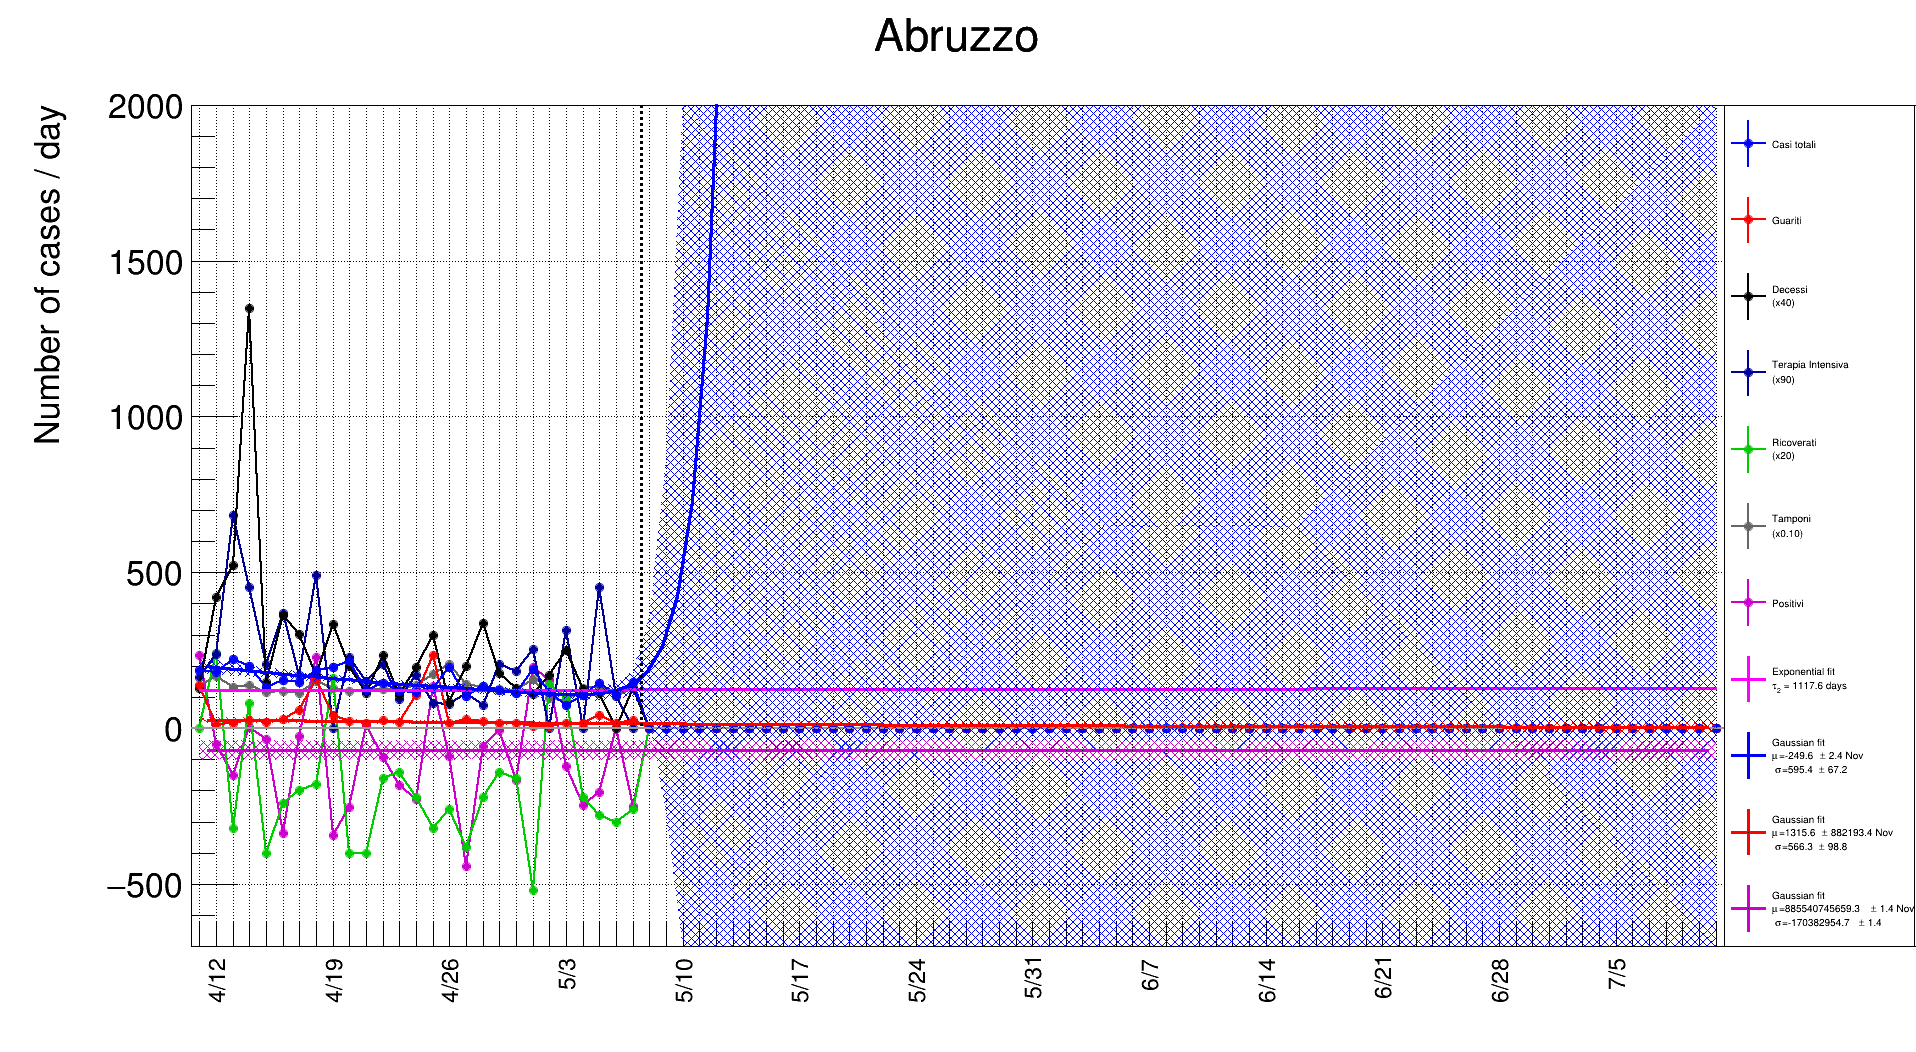 Abruzzo
Number of cases / day
2000
1500
1000
500
0
−500
4/12
4/19
4/26
5/3
5/10
5/17
5/24
5/31
6/7
6/14
6/21
6/28
7/5
Casi totali
Guariti
Decessi
(x40)
Terapia Intensiva
(x90)
Ricoverati
(x20)
Tamponi
(x0.10)
Positivi
Exponential fit
τ2 = 1117.6 days
Gaussian fit
μ=-249.6 ± 2.4 Nov
σ=595.4 ± 67.2
Gaussian fit
μ=1315.6 ± 882193.4 Nov
σ=566.3 ± 98.8
Gaussian fit
μ=885540745659.3 ± 1.4 Nov
σ=-170382954.7 ± 1.4